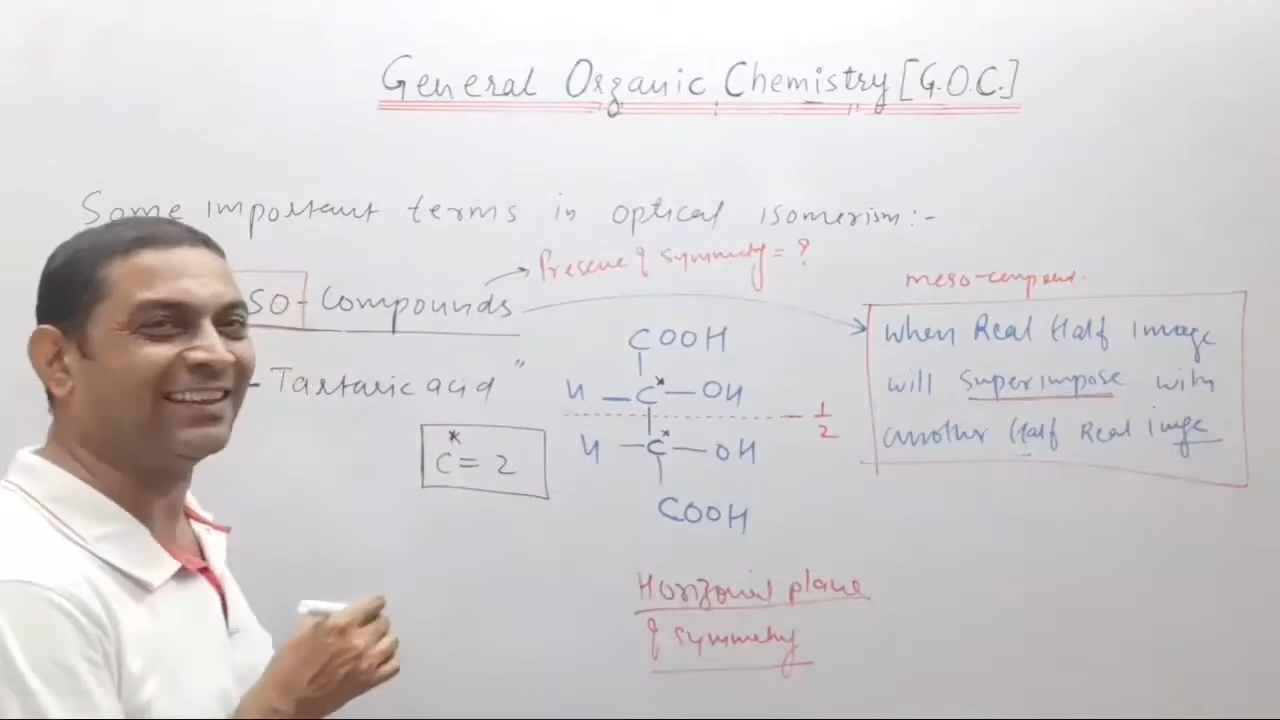 General Organic Chemistry [G.O.C.]
Some important terms in optical isomerism:-
Presence of symmetry = ?
so-Compounds
meso-compound.
when Real Half image
will superimpose with
another Half Real image
- Tartaric acid"
COOH
H - C* - OH
1/2
H - C* - OH
COOH
C* = 2
Horizontal plane
of symmetry